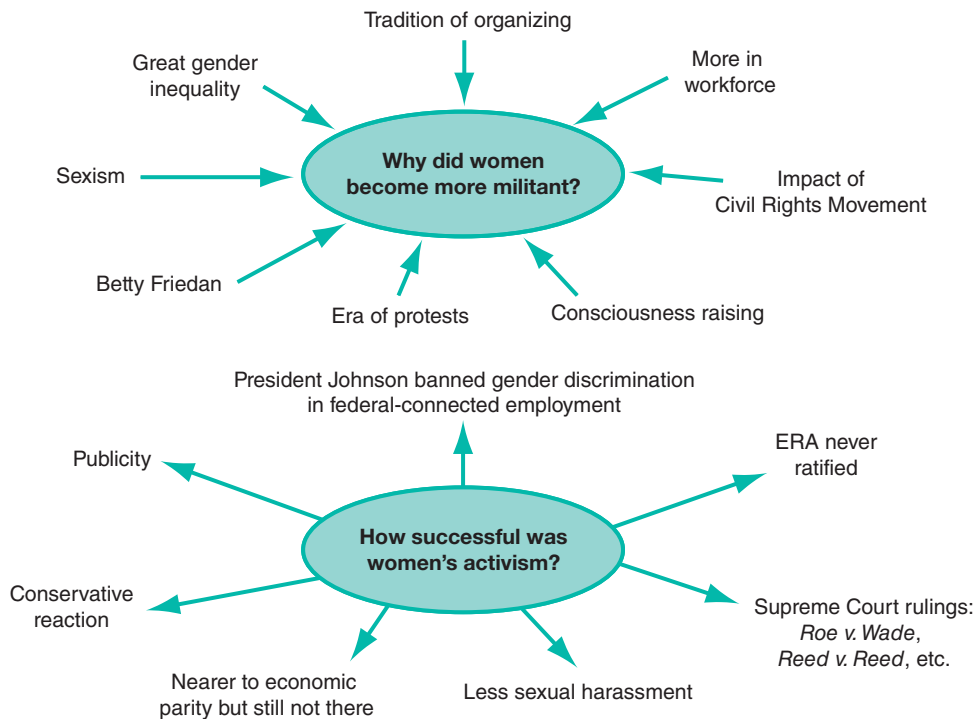 Tradition of organizing
Great gender
inequality
More in
workforce
Why did women
become more militant?
Sexism
Impact of
Civil Rights Movement
Betty Friedan
Era of protests
Consciousness raising
President Johnson banned gender discrimination
in federal-connected employment
Publicity
ERA never
ratified
How successful was
women’s activism?
Conservative
reaction
Supreme Court rulings:
Roe v. Wade,
Reed v. Reed, etc.
Nearer to economic
parity but still not there
Less sexual harassment